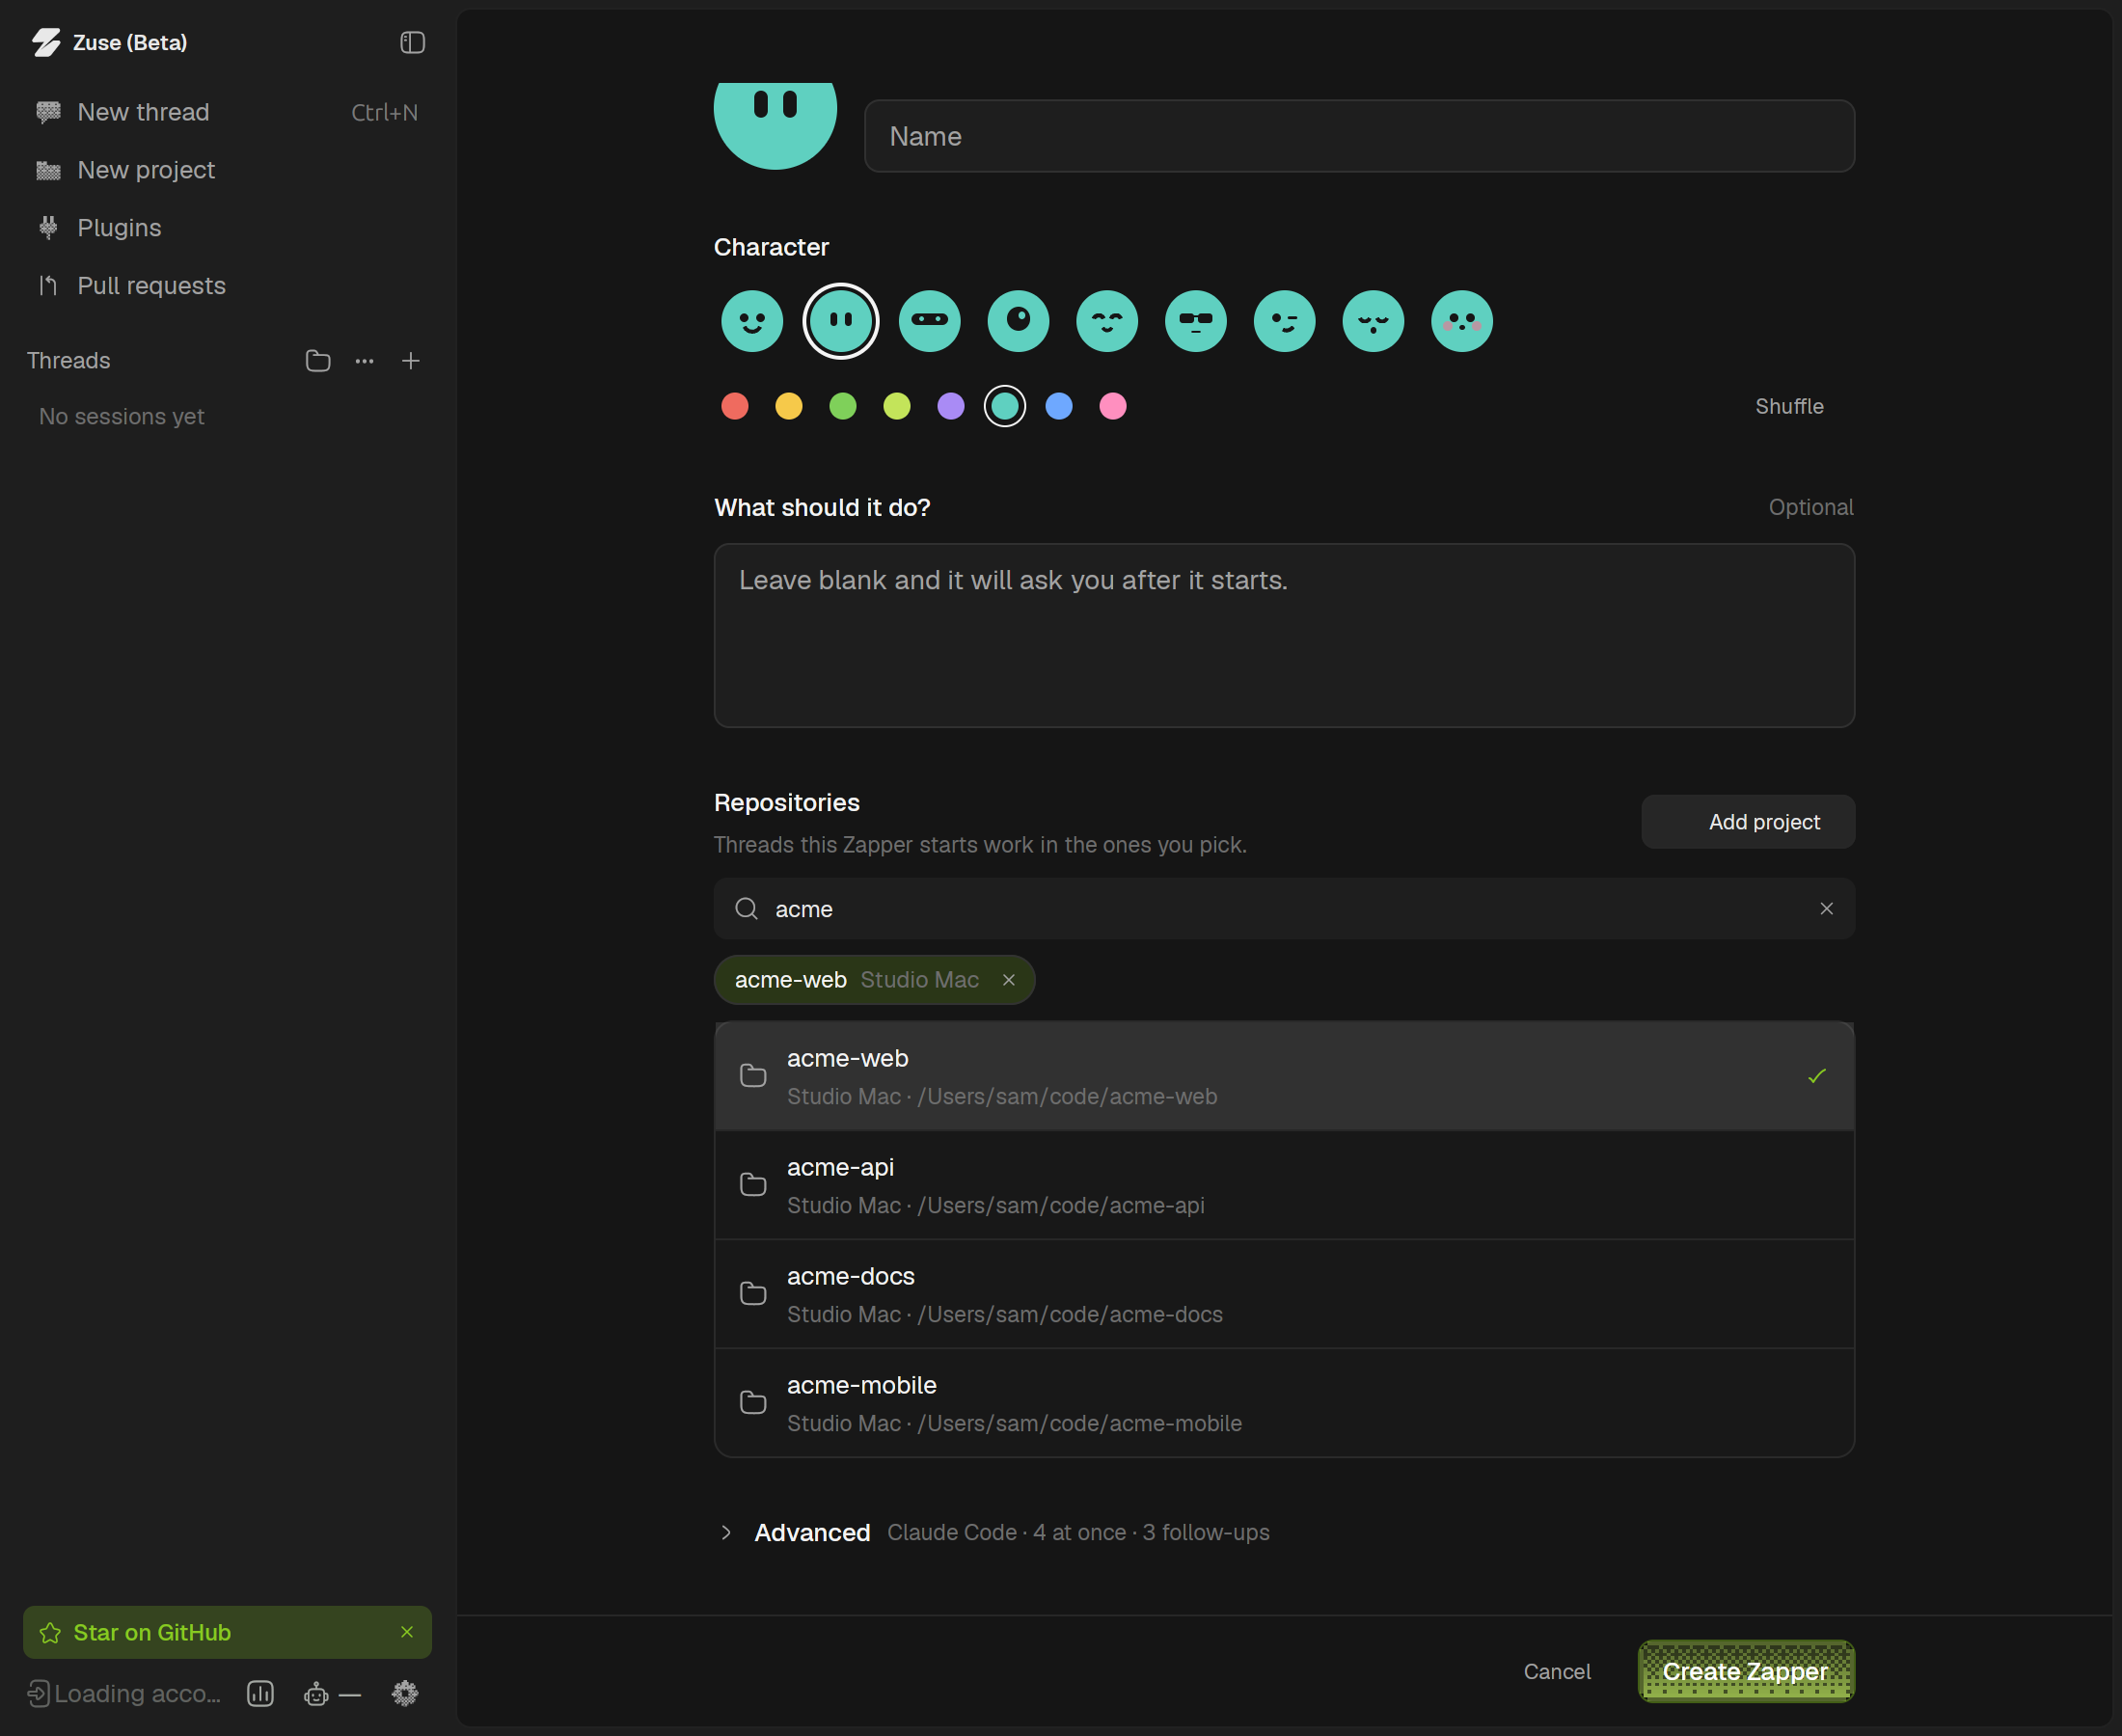 Zuse (Beta)
New thread Ctrl+N
New project
Plugins
Pull requests
Threads
No sessions yet
Star on GitHub
Loading acco...
Name
Character
Shuffle
What should it do? Optional
Leave blank and it will ask you after it starts.
Repositories
Threads this Zapper starts work in the ones you pick.
Add project
acme
acme-web Studio Mac
acme-web
Studio Mac · /Users/sam/code/acme-web
acme-api
Studio Mac · /Users/sam/code/acme-api
acme-docs
Studio Mac · /Users/sam/code/acme-docs
acme-mobile
Studio Mac · /Users/sam/code/acme-mobile
Advanced Claude Code · 4 at once · 3 follow-ups
Cancel
Create Zapper